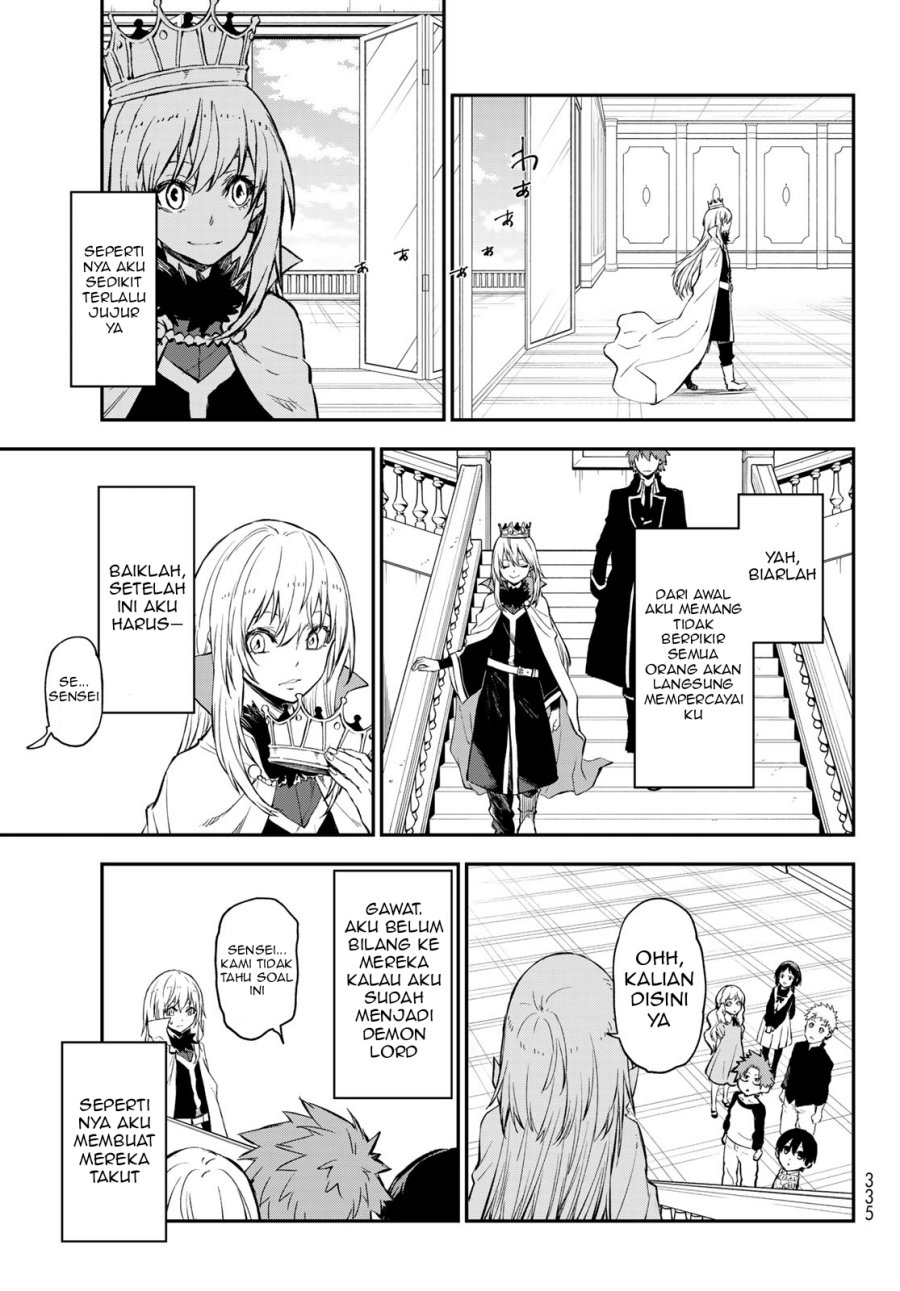 わ
あ
あ
あ
あ
SEPERTI
NYA AKU
SEDIKIT
TERLALU
JUJUR
YA
YAH,
BIARLAH
DARI AWAL
AKU MEMANG
TIDAK
BERPIKIR
SEMUA
ORANG AKAN
LANGSUNG
MEMPERCAYAI
KU
BAIKLAH,
SETELAH
INI AKU
HARUS—
SE...
SENSEI
OHH,
KALIAN
DISINI
YA
GAWAT.
AKU BELUM
BILANG KE
MEREKA
KALAU AKU
SUDAH
MENJADI
DEMON
LORD
SENSEI...
KAMI TIDAK
TAHU SOAL
INI
SEPERTI
NYA AKU
MEMBUAT
MEREKA
TAKUT
335